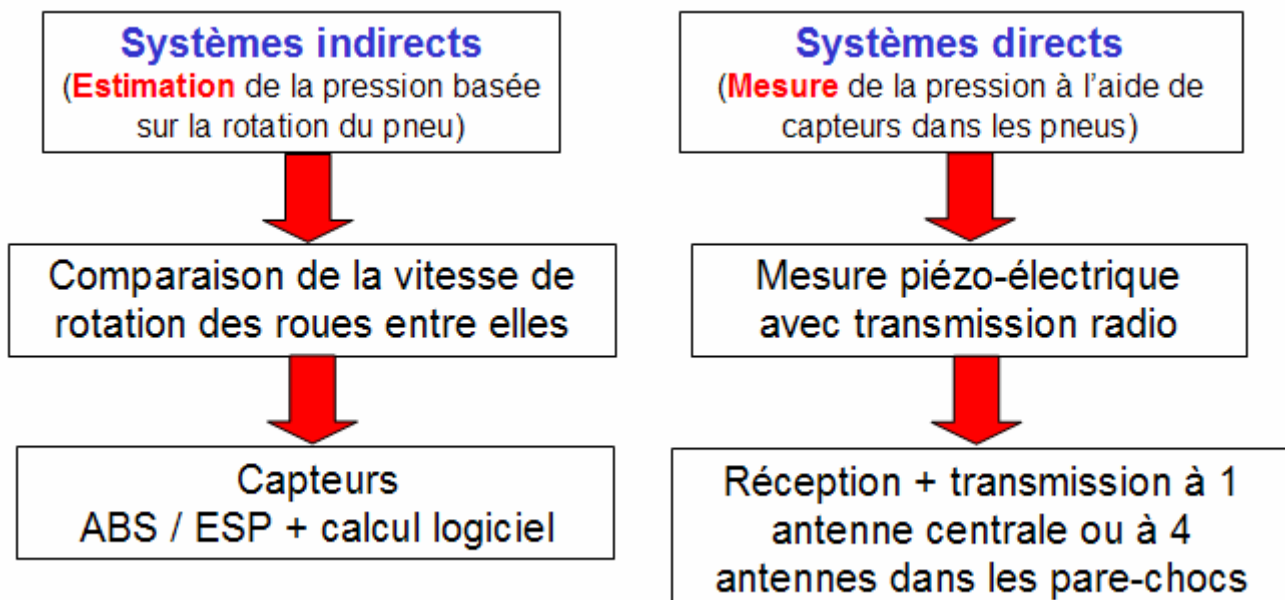 Systèmes indirects
(Estimation de la pression basée
sur la rotation du pneu)
Comparaison de la vitesse de
rotation des roues entre elles
Capteurs
ABS / ESP + calcul logiciel
Systèmes directs
(Mesure de la pression à l'aide de
capteurs dans les pneus)
Mesure piézo-électrique
avec transmission radio
Réception + transmission à 1
antenne centrale ou à 4
antennes dans les pare-chocs